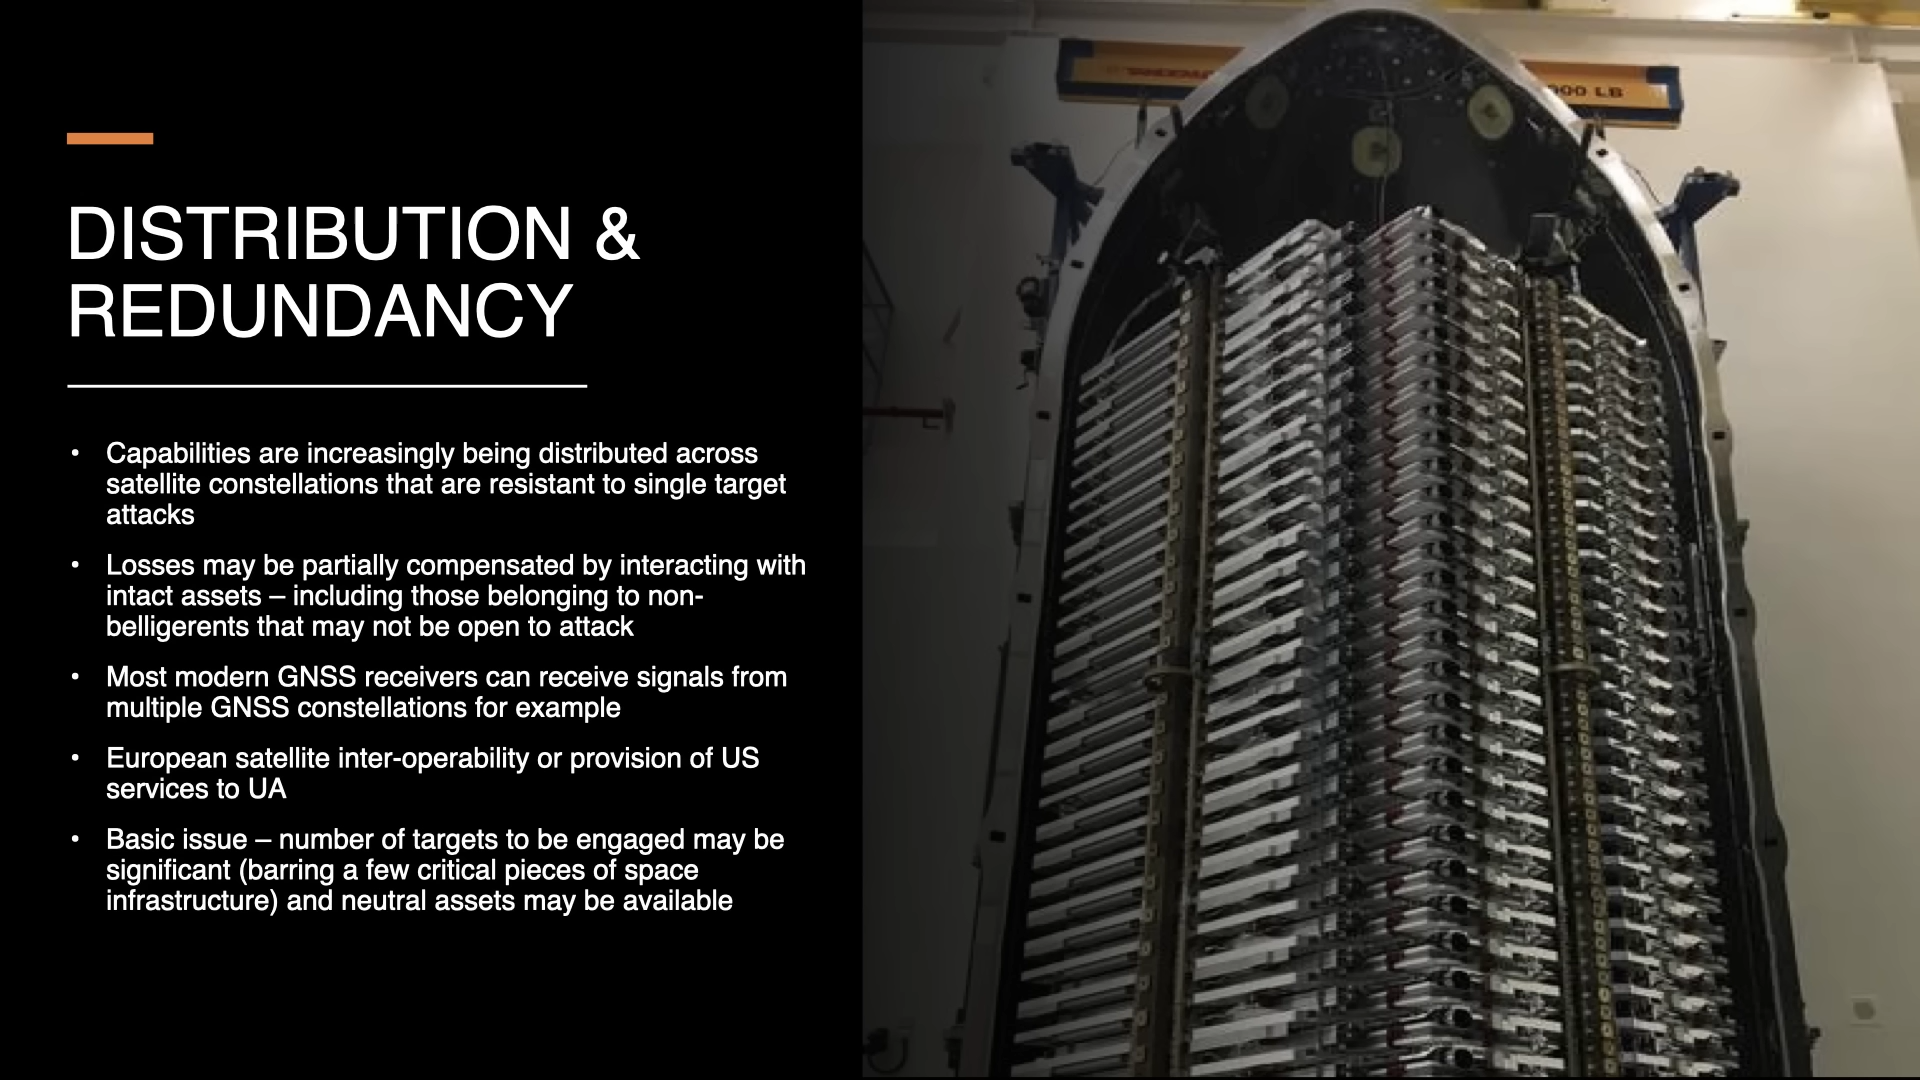 DISTRIBUTION &
REDUNDANCY
• Capabilities are increasingly being distributed across
satellite constellations that are resistant to single target
attacks
• Losses may be partially compensated by interacting with
intact assets – including those belonging to non-
belligerents that may not be open to attack
• Most modern GNSS receivers can receive signals from
multiple GNSS constellations for example
• European satellite inter-operability or provision of US
services to UA
• Basic issue – number of targets to be engaged may be
significant (barring a few critical pieces of space
infrastructure) and neutral assets may be available
000 LB